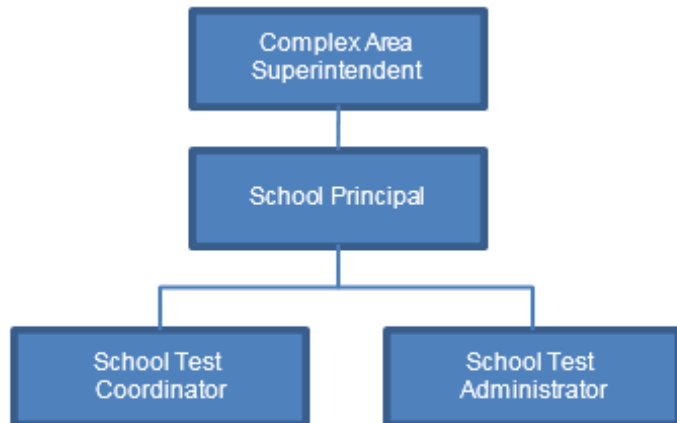 Complex Area
Superintendent
School Principal
School Test
Coordinator
School Test
Administrator